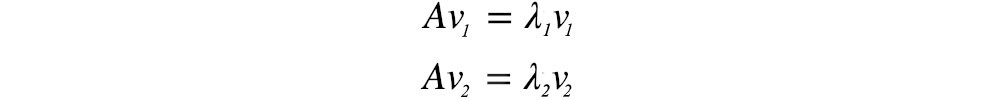 Av₁ = λ₁v₁
Av₂ = λ₂v₂